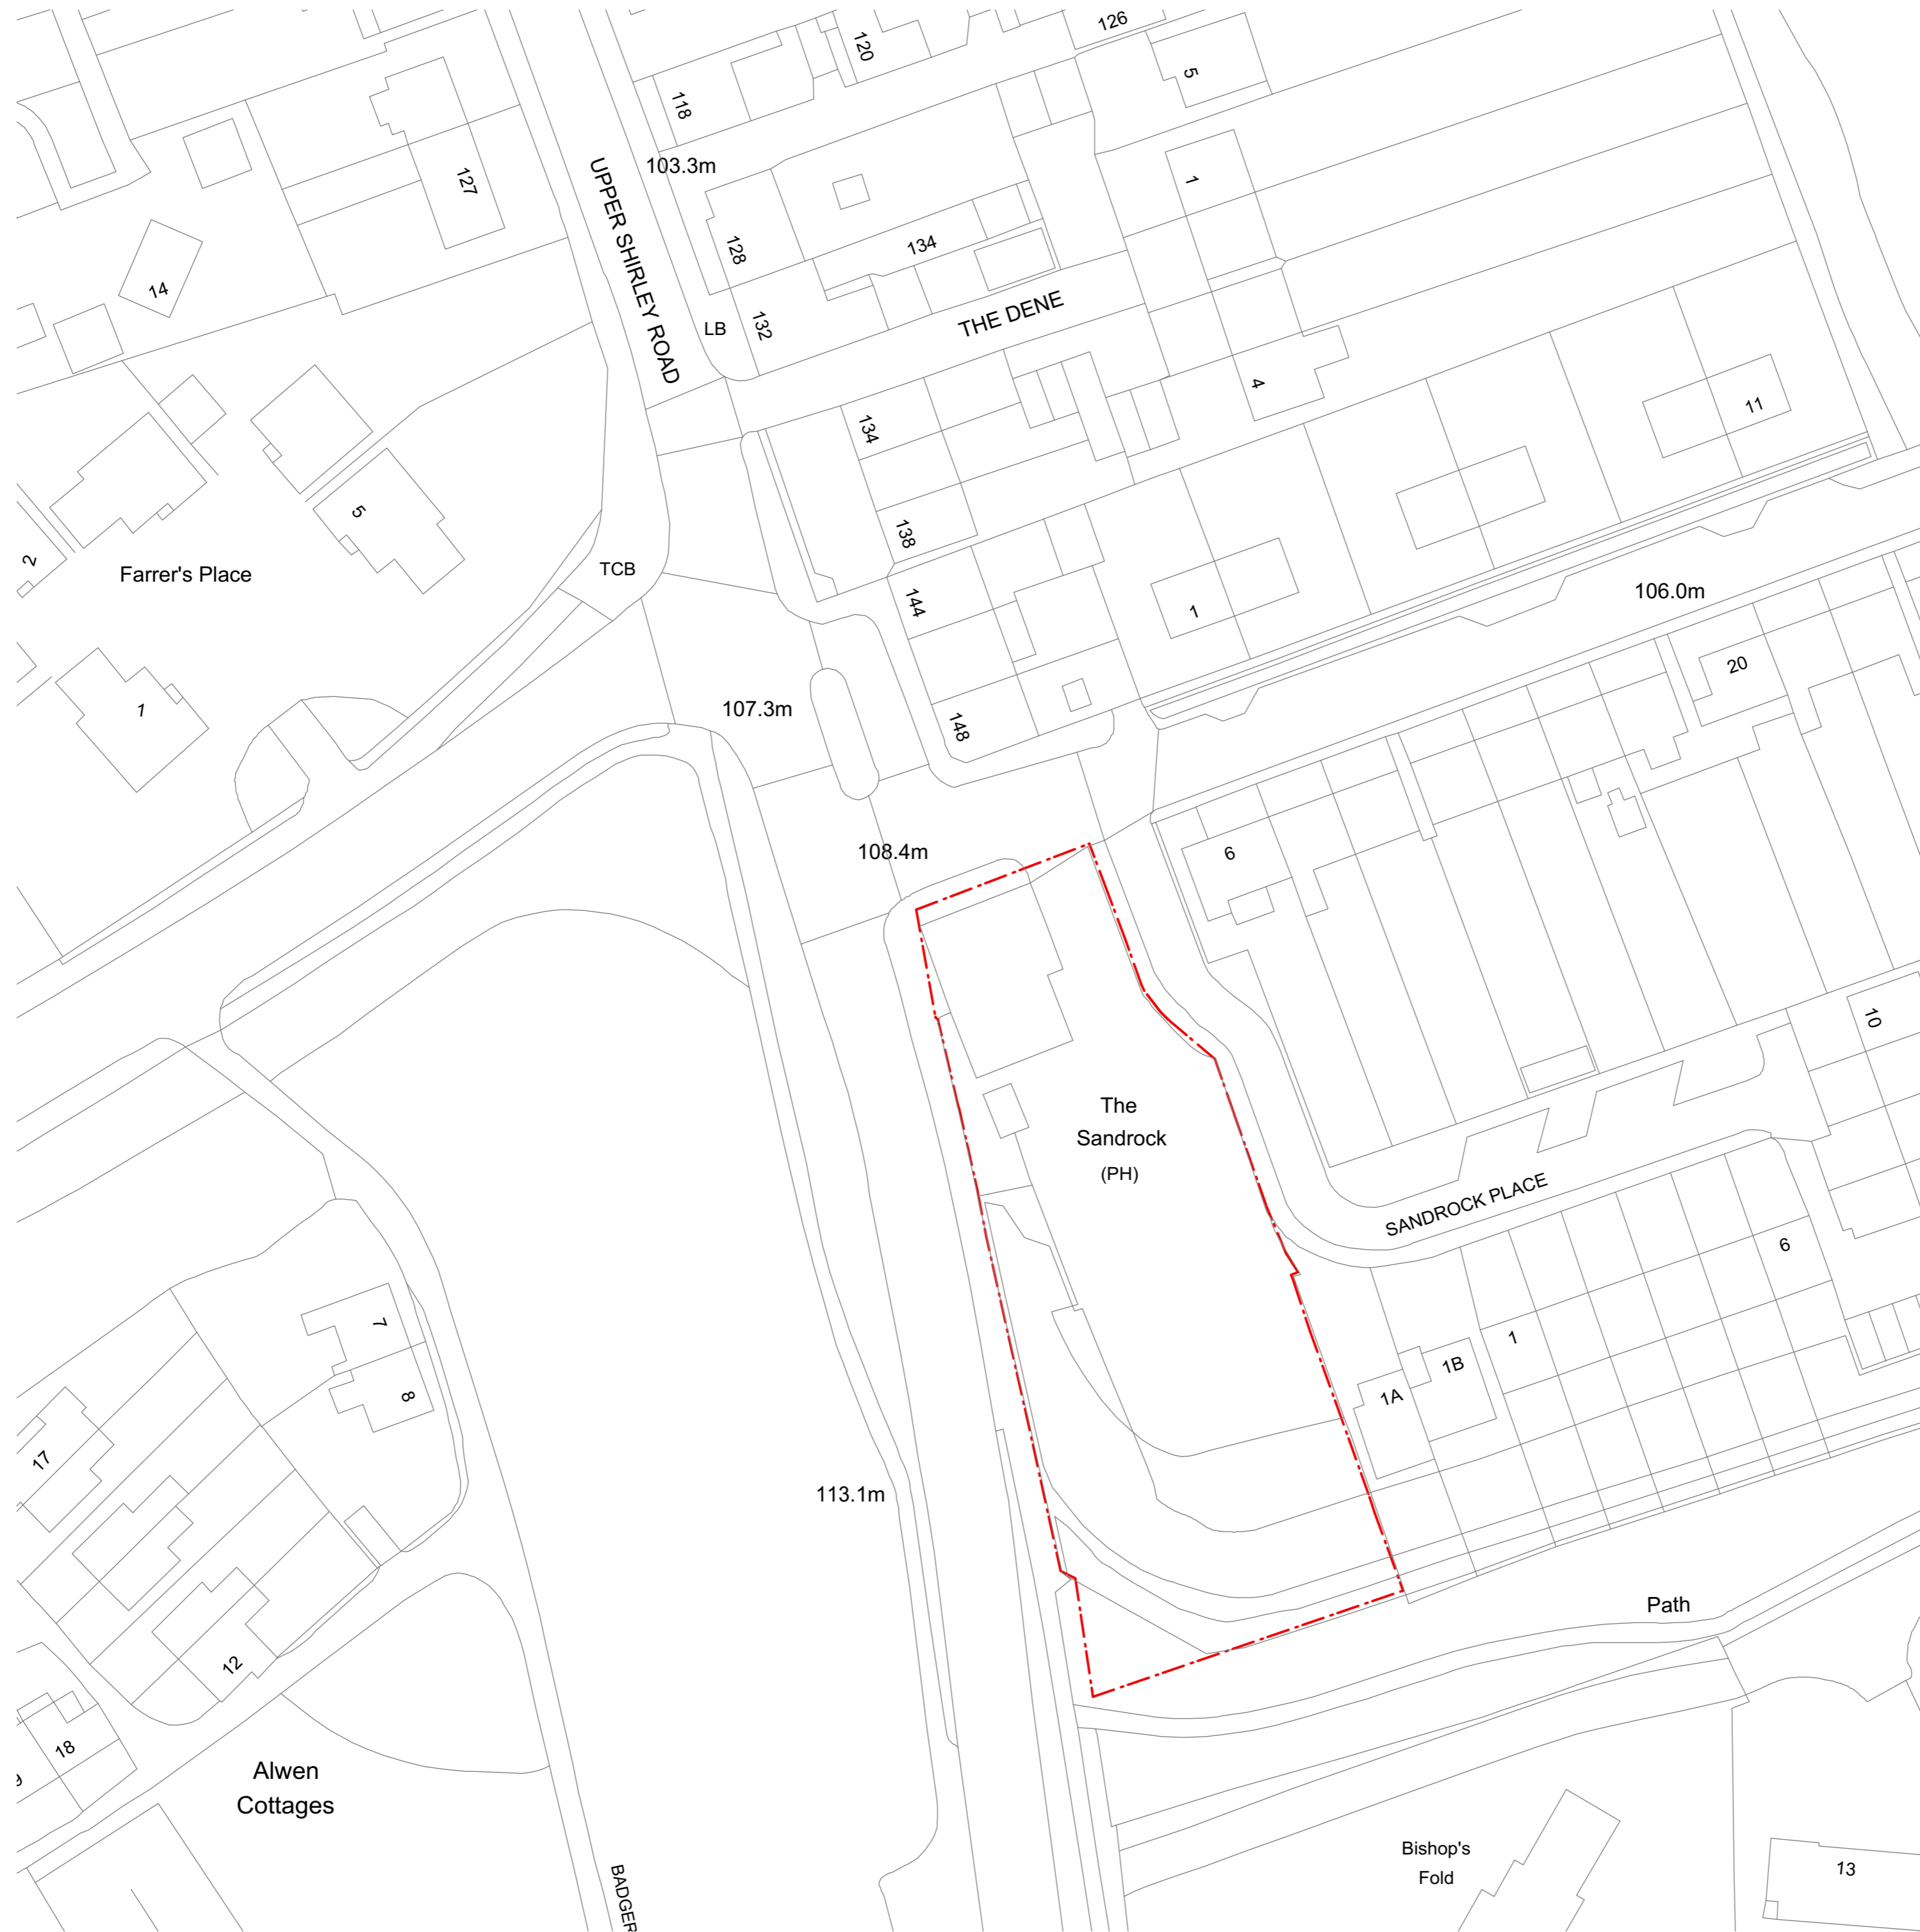 126
120
118
5
103.3m
127
UPPER SHIRLEY ROAD
1
128
134
14
LB
132
THE DENE
4
11
134
138
5
2
Farrer's Place
TCB
144
1
106.0m
20
1
107.3m
148
108.4m
6
10
The
Sandrock
(PH)
SANDROCK PLACE
6
7
1
1B
8
1A
17
113.1m
Path
12
18
Alwen
Cottages
Bishop's
Fold
13
BADGER